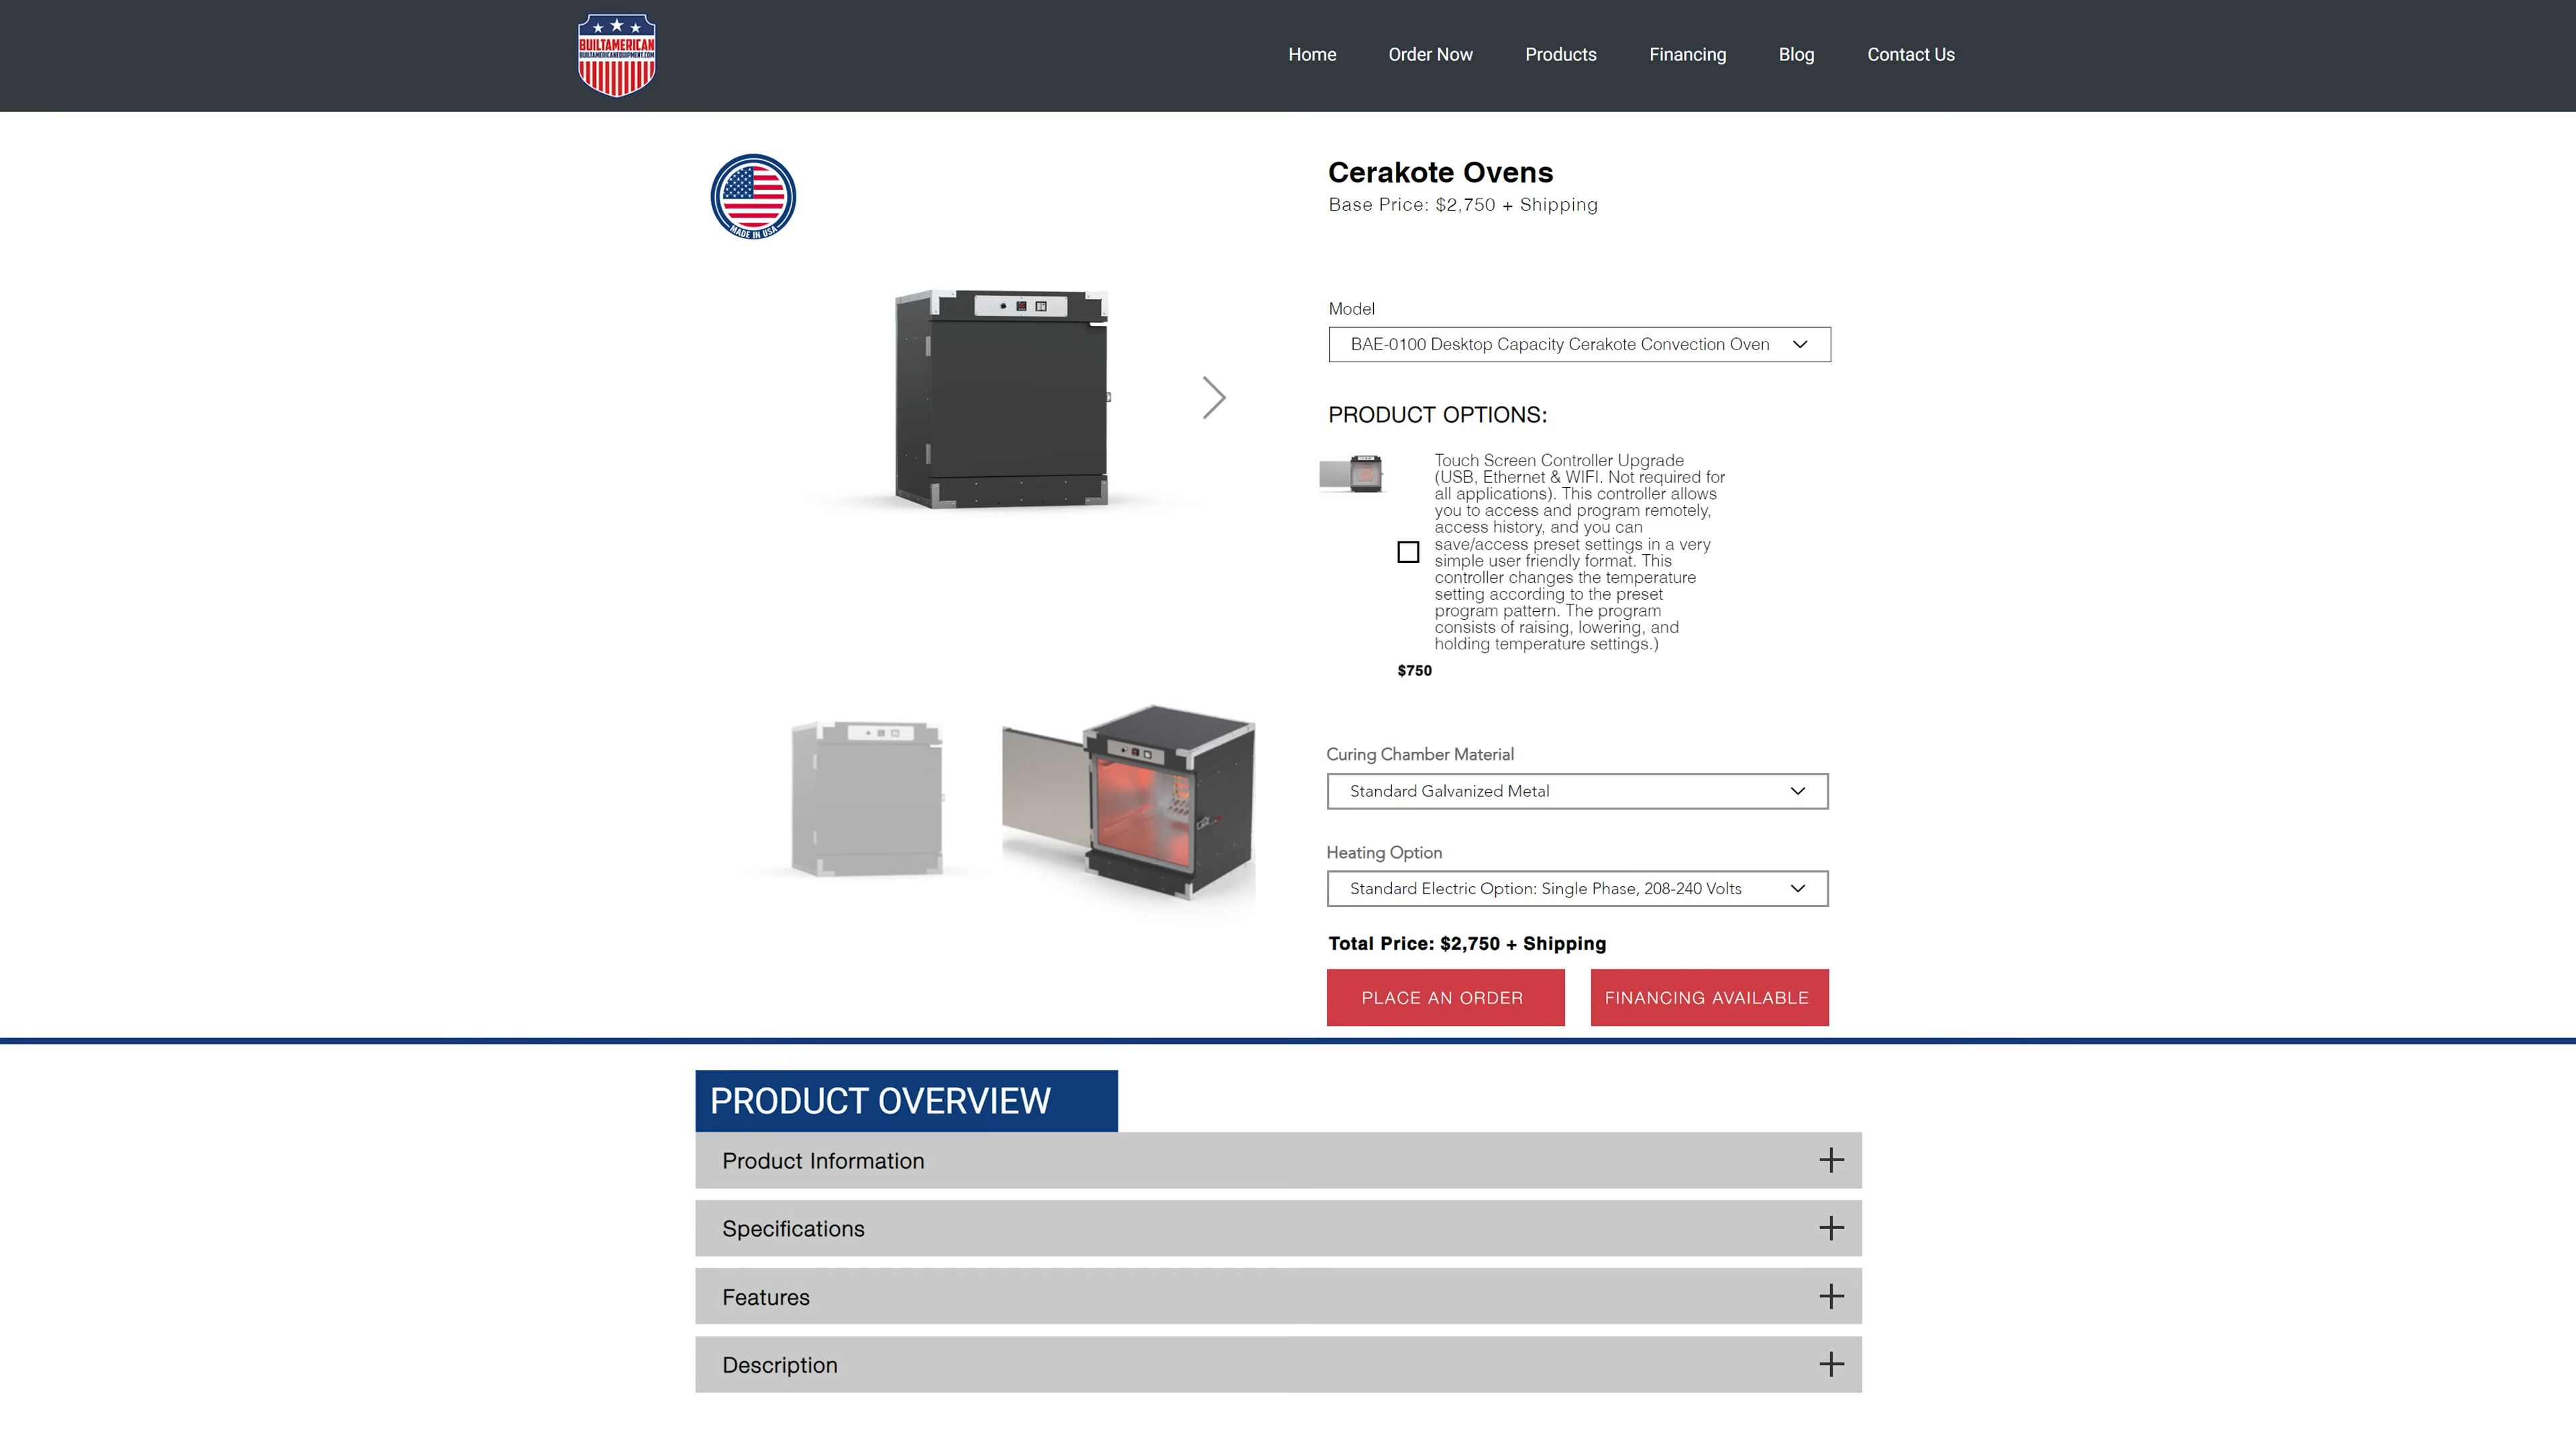 BUILTAMERICAN
BUILTAMERICANEQUIPMENT.COM
Home
Order Now
Products
Financing
Blog
Contact Us
MADE IN USA
Cerakote Ovens
Base Price: $2,750 + Shipping
Model
BAE-0100 Desktop Capacity Cerakote Convection Oven
PRODUCT OPTIONS:
Touch Screen Controller Upgrade
(USB, Ethernet & WIFI. Not required for
all applications). This controller allows
you to access and program remotely,
access history, and you can
save/access preset settings in a very
simple user friendly format. This
controller changes the temperature
setting according to the preset
program pattern. The program
consists of raising, lowering, and
holding temperature settings.)
$750
Curing Chamber Material
Standard Galvanized Metal
Heating Option
Standard Electric Option: Single Phase, 208-240 Volts
Total Price: $2,750 + Shipping
PLACE AN ORDER
FINANCING AVAILABLE
PRODUCT OVERVIEW
Product Information
Specifications
Features
Description